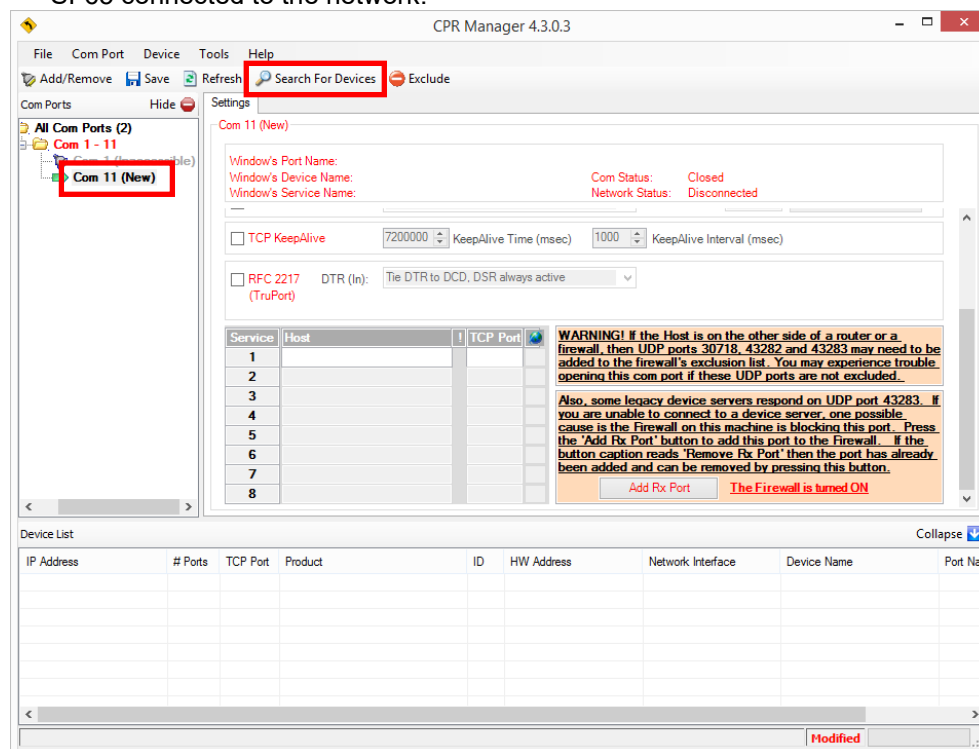 connected to the network.
CPR Manager 4.3.0.3
File Com Port Device Tools Help
Add/Remove Save Refresh Search For Devices Exclude
Com Ports Hide Settings
All Com Ports (2)
Com 1 - 11
Com 11 (New)
Com 11 (New)
Window's Port Name:
Window's Device Name: Com Status: Closed
Window's Service Name: Network Status: Disconnected
TCP KeepAlive 7200000 KeepAlive Time (msec) 1000 KeepAlive Interval (msec)
RFC 2217 DTR (In): Tie DTR to DCD, DSR always active
(TruPort)
Service Host ! TCP Port
1
2
3
4
5
6
7
8
WARNING! If the Host is on the other side of a router or a
firewall, then UDP ports 30718, 43282 and 43283 may need to be
added to the firewall's exclusion list. You may experience trouble
opening this com port if these UDP ports are not excluded.
Also, some legacy device servers respond on UDP port 43283. If
you are unable to connect to a device server, one possible
cause is the Firewall on this machine is blocking this port. Press
the 'Add Rx Port' button to add this port to the Firewall. If the
button caption reads 'Remove Rx Port' then the port has already
been added and can be removed by pressing this button.
Add Rx Port The Firewall is turned ON
Device List Collapse
IP Address # Ports TCP Port Product ID HW Address Network Interface Device Name Port Na
Modified